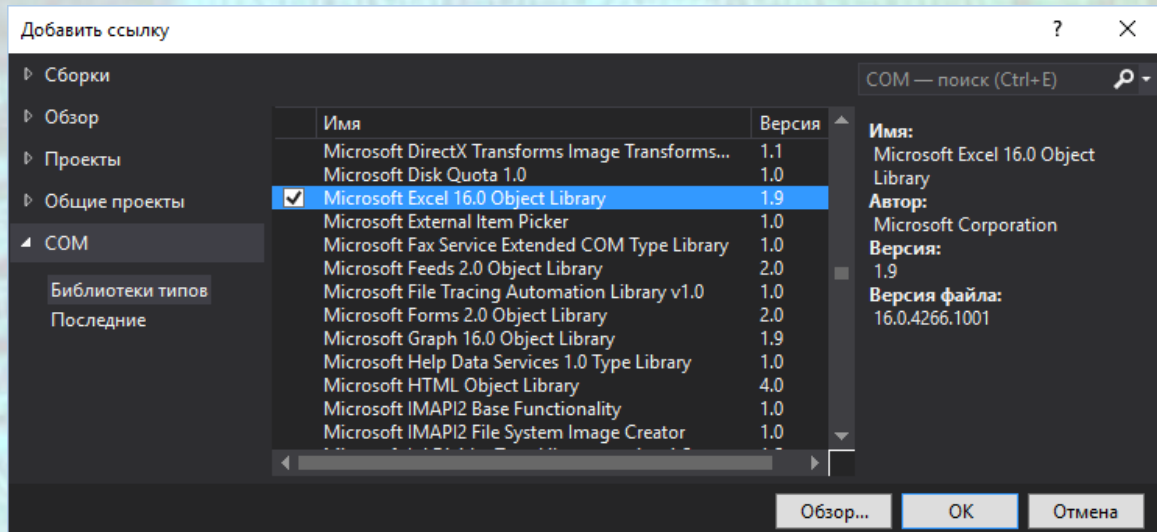 Добавить ссылку
?
Сборки
Обзор
Проекты
Общие проекты
COM
Библиотеки типов
Последние
Имя Версия
Microsoft DirectX Transforms Image Transforms... 1.1
Microsoft Disk Quota 1.0 1.0
Microsoft Excel 16.0 Object Library 1.9
Microsoft External Item Picker 1.0
Microsoft Fax Service Extended COM Type Library 1.0
Microsoft Feeds 2.0 Object Library 2.0
Microsoft File Tracing Automation Library v1.0 1.0
Microsoft Forms 2.0 Object Library 2.0
Microsoft Graph 16.0 Object Library 1.9
Microsoft Help Data Services 1.0 Type Library 1.0
Microsoft HTML Object Library 4.0
Microsoft IMAPI2 Base Functionality 1.0
Microsoft IMAPI2 File System Image Creator 1.0
COM — поиск (Ctrl+E)
Имя:
Microsoft Excel 16.0 Object
Library
Автор:
Microsoft Corporation
Версия:
1.9
Версия файла:
16.0.4266.1001
Обзор... ОК Отмена